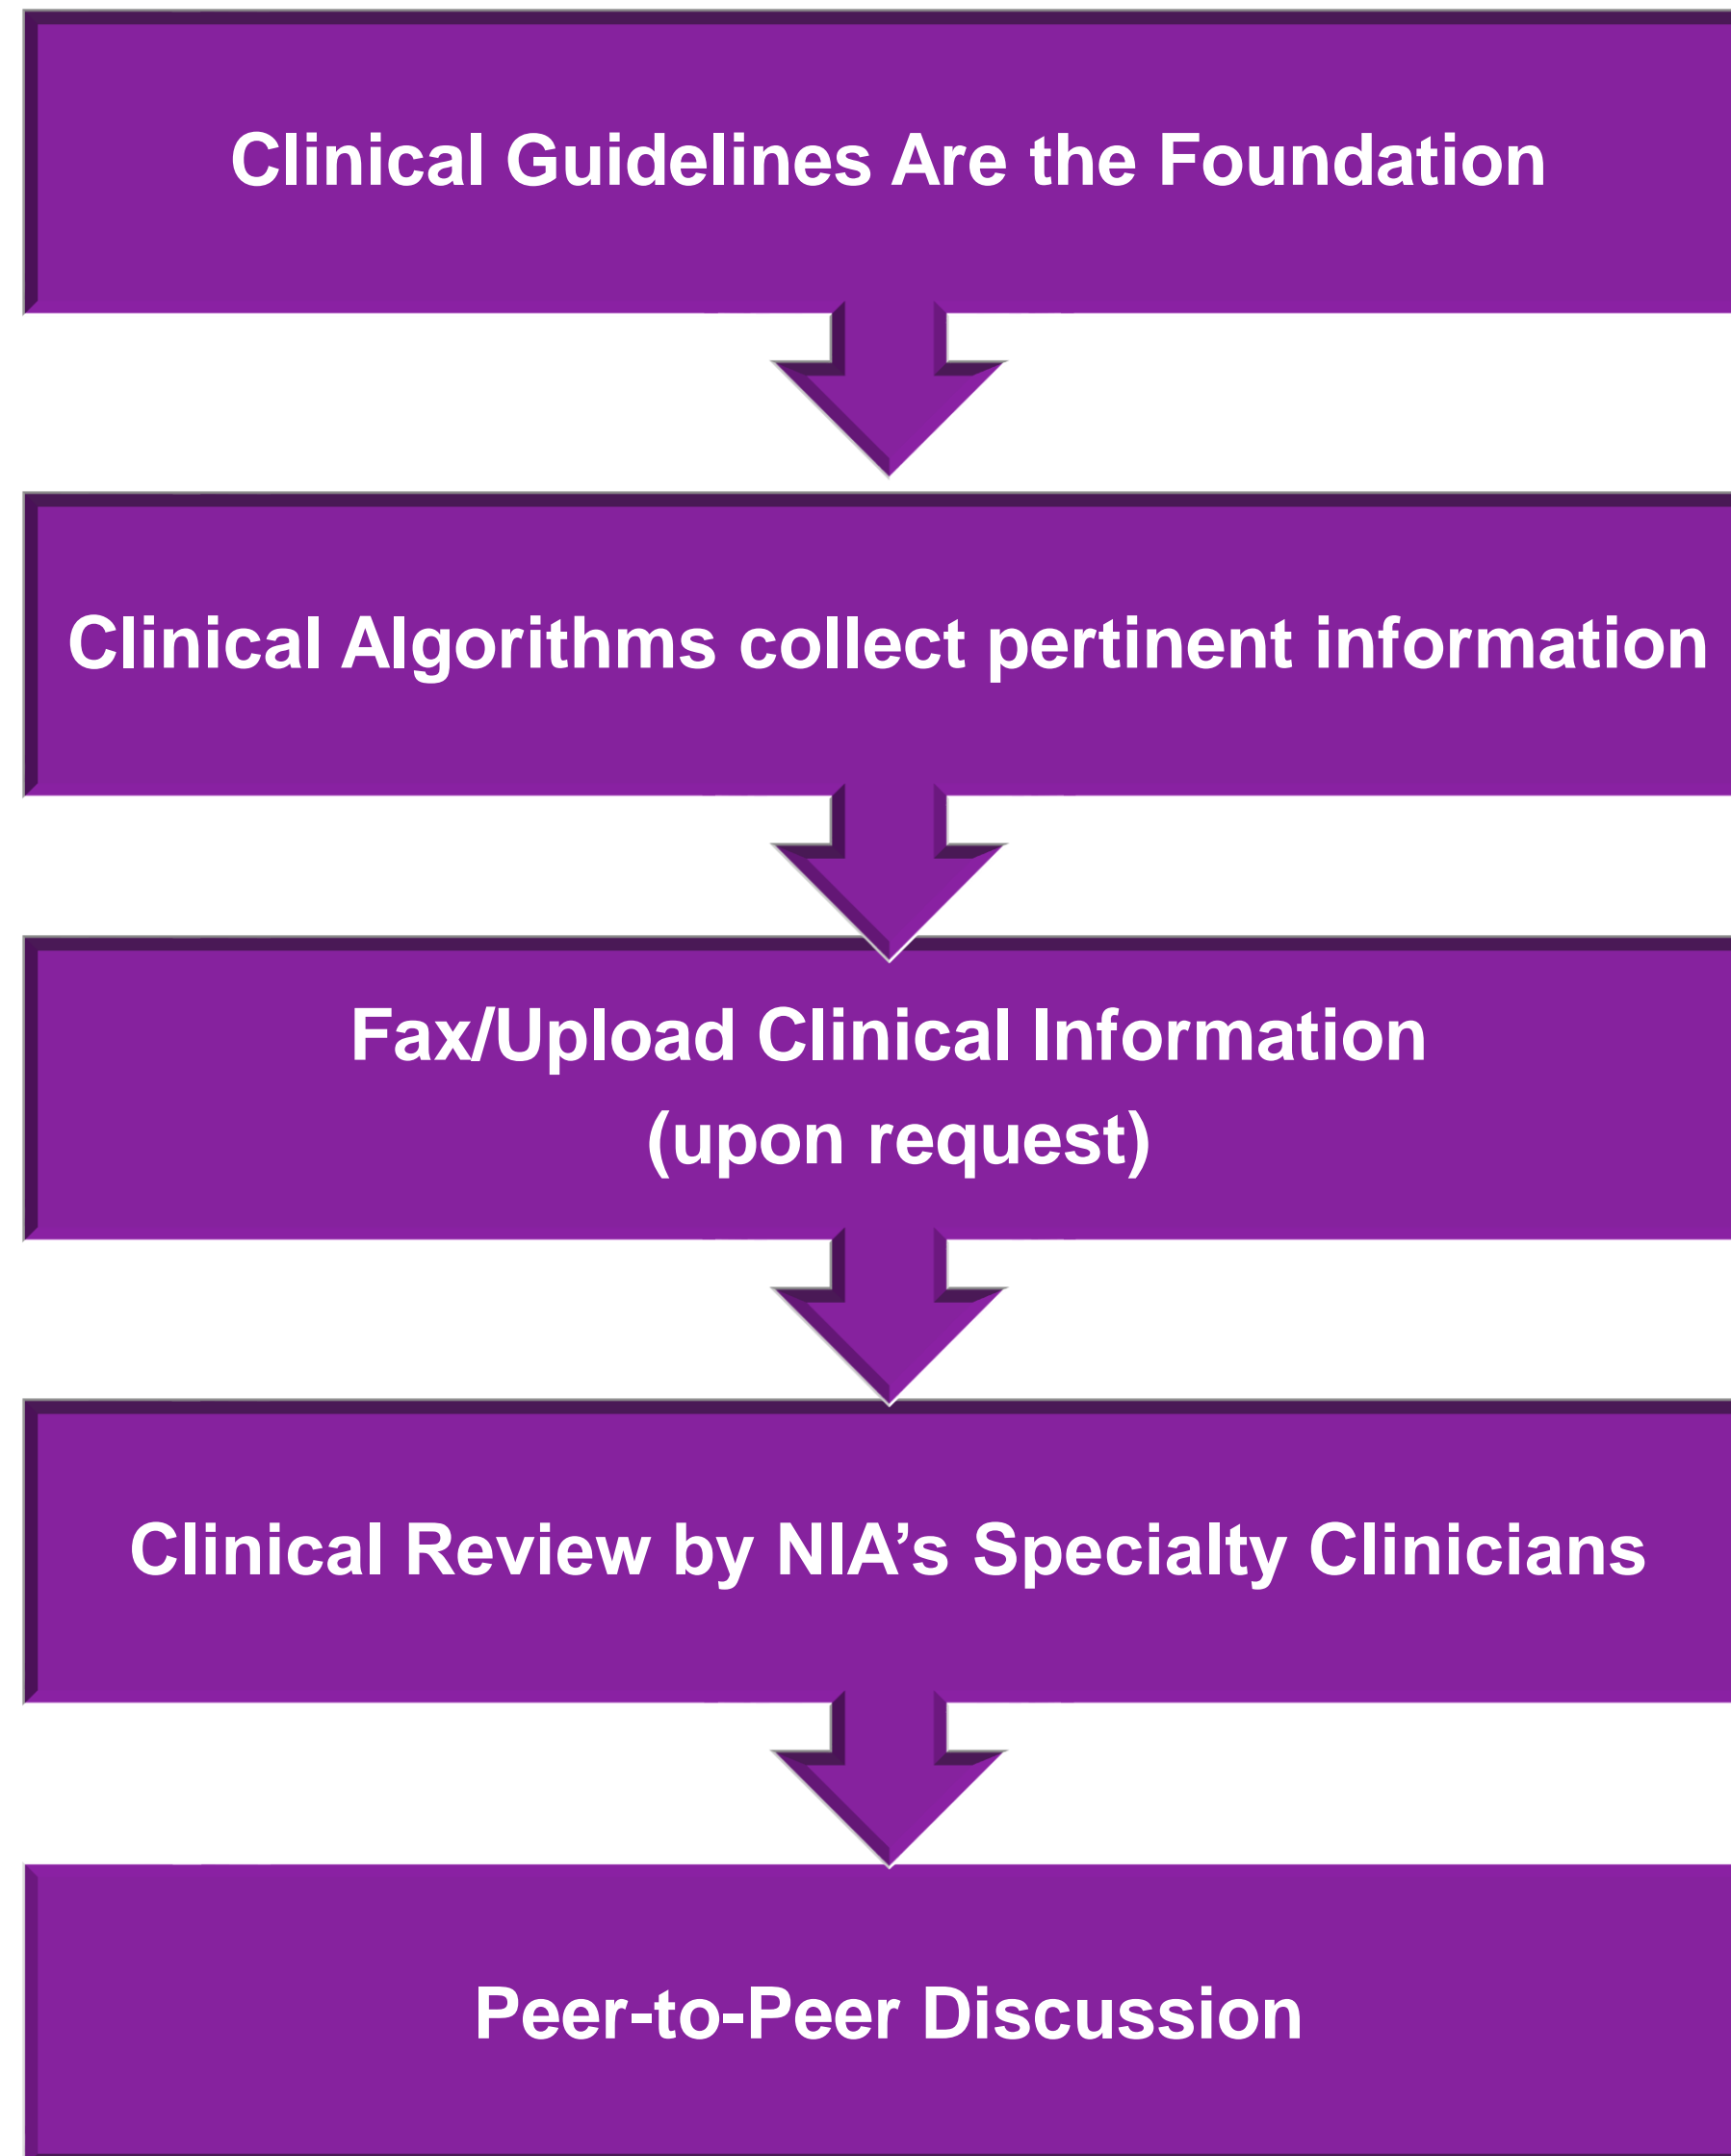 Clinical Guidelines Are the Foundation
Clinical Algorithms collect pertinent information
Fax/Upload Clinical Information
(upon request)
Clinical Review by NIA’s Specialty Clinicians
Peer-to-Peer Discussion